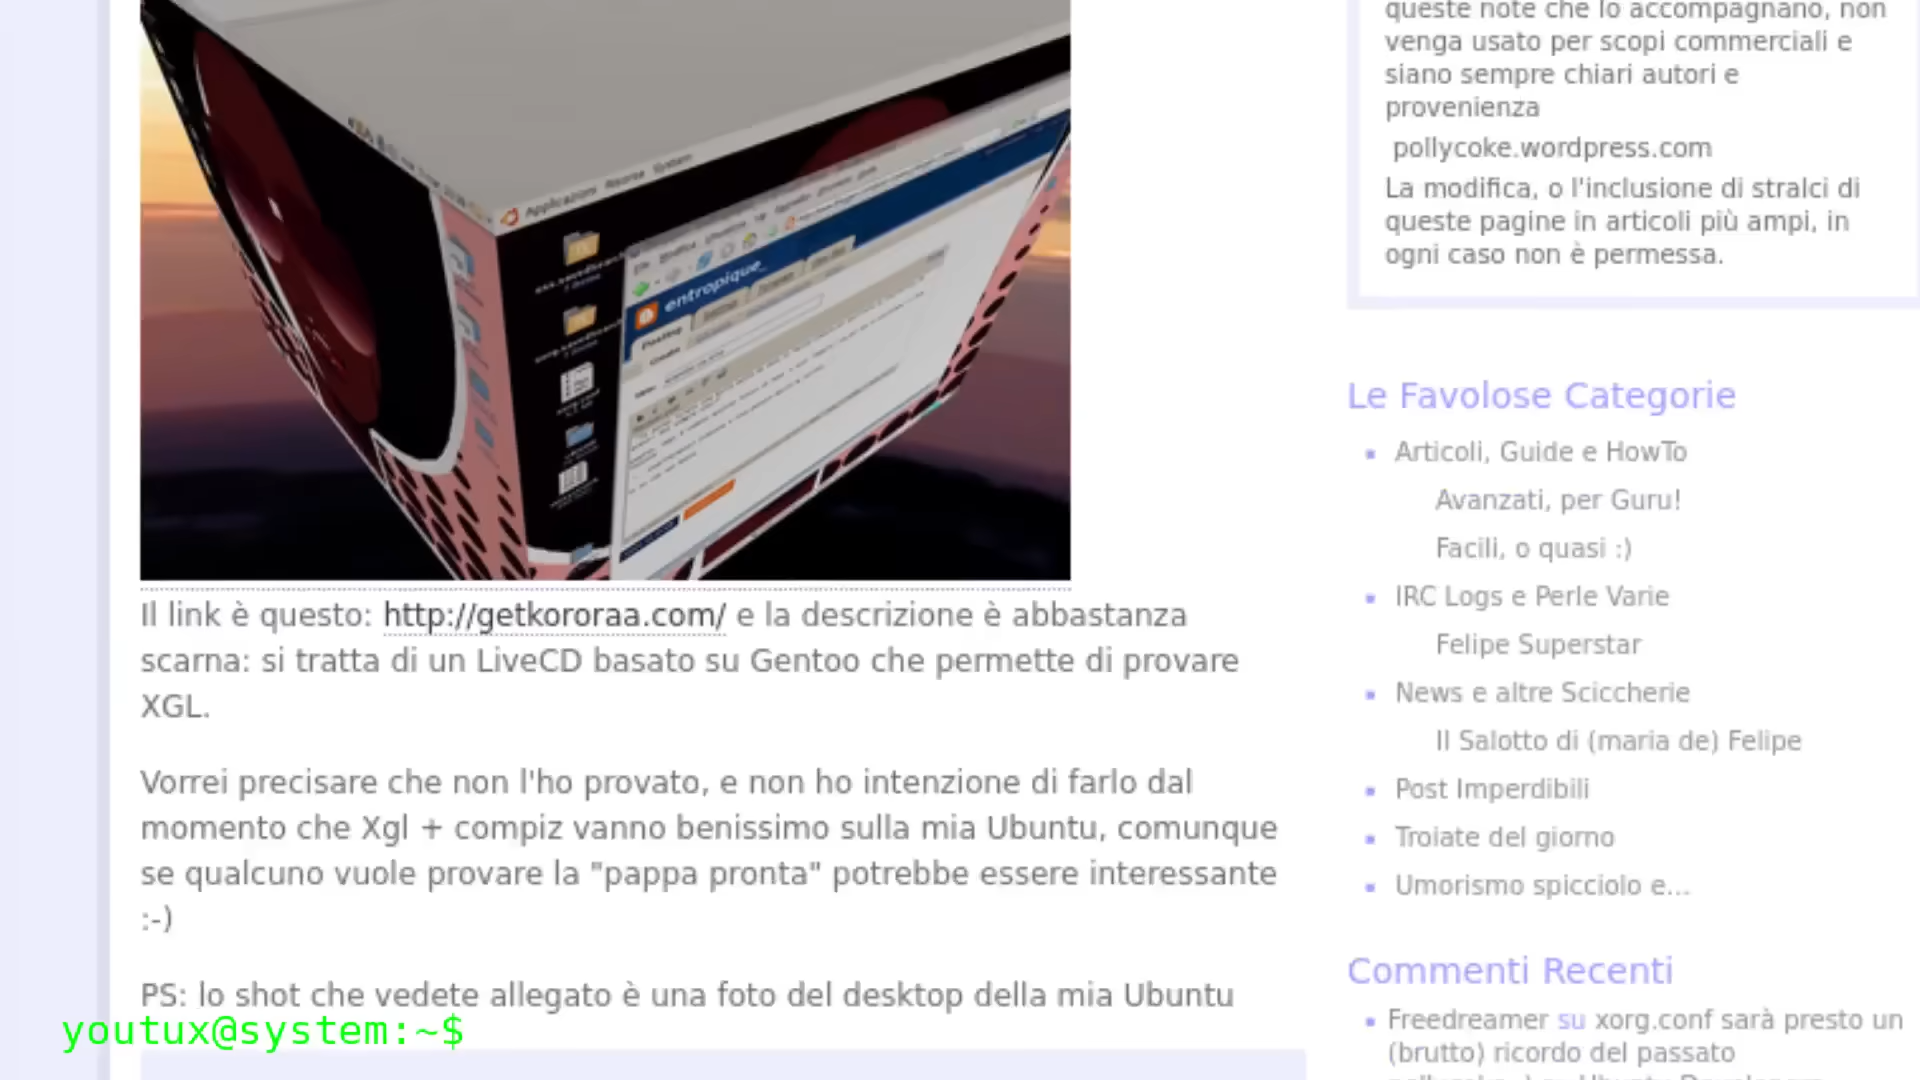 Applicazioni Risorse System
entropique_
Il link è questo: http://getkororaa.com/ e la descrizione è abbastanza
scarna: si tratta di un LiveCD basato su Gentoo che permette di provare
XGL.
Vorrei precisare che non l'ho provato, e non ho intenzione di farlo dal
momento che Xgl + compiz vanno benissimo sulla mia Ubuntu, comunque
se qualcuno vuole provare la "pappa pronta" potrebbe essere interessante
:-)
PS: lo shot che vedete allegato è una foto del desktop della mia Ubuntu
youtux@system:~$
queste note che lo accompagnano, non
venga usato per scopi commerciali e
siano sempre chiari autori e
provenienza
pollycoke.wordpress.com
La modifica, o l'inclusione di stralci di
queste pagine in articoli più ampi, in
ogni caso non è permessa.
Le Favolose Categorie
Articoli, Guide e HowTo
Avanzati, per Guru!
Facili, o quasi :)
IRC Logs e Perle Varie
Felipe Superstar
News e altre Sciccherie
Il Salotto di (maria de) Felipe
Post Imperdibili
Troiate del giorno
Umorismo spicciolo e...
Commenti Recenti
Freedreamer su xorg.conf sarà presto un
(brutto) ricordo del passato